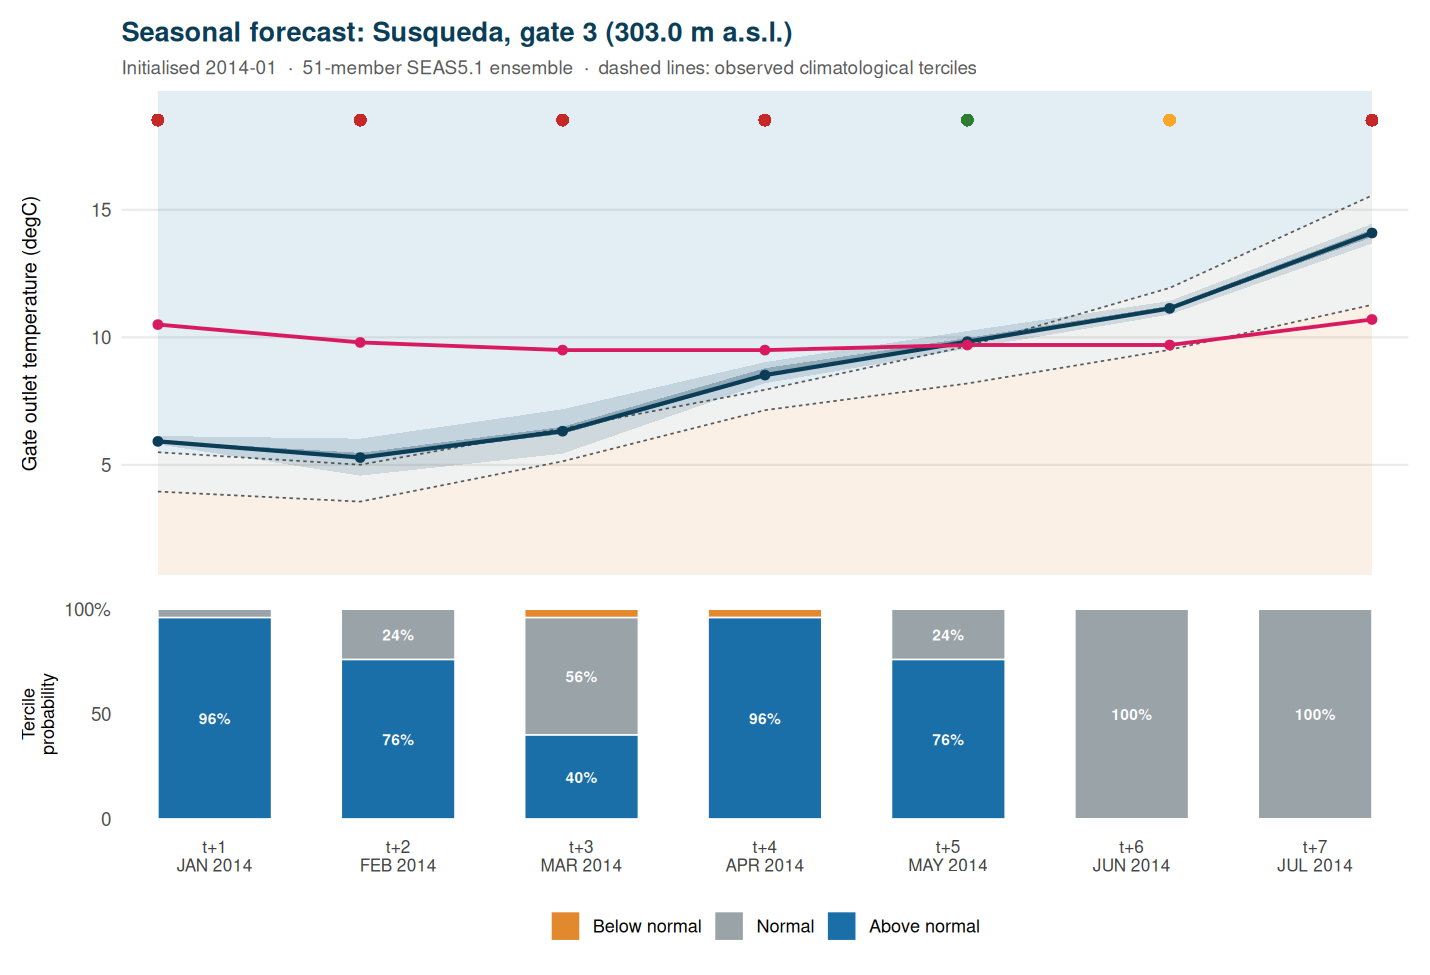 Seasonal forecast: Susqueda, gate 3 (303.0 m a.s.l.)
Initialised 2014-01 · 51-member SEAS5.1 ensemble · dashed lines: observed climatological terciles
Gate outlet temperature (degC)
15
10
5
Tercile
probability
100%
50
0
96%
24%
76%
56%
40%
96%
24%
76%
100%
100%
t+1
JAN 2014
t+2
FEB 2014
t+3
MAR 2014
t+4
APR 2014
t+5
MAY 2014
t+6
JUN 2014
t+7
JUL 2014
Below normal
Normal
Above normal